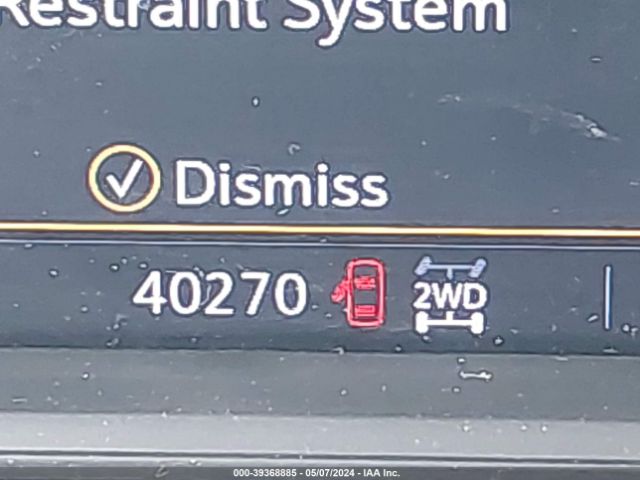 Restraint System
Dismiss
40270
2WD
000-39368885 - 05/07/2024 - IAA Inc.